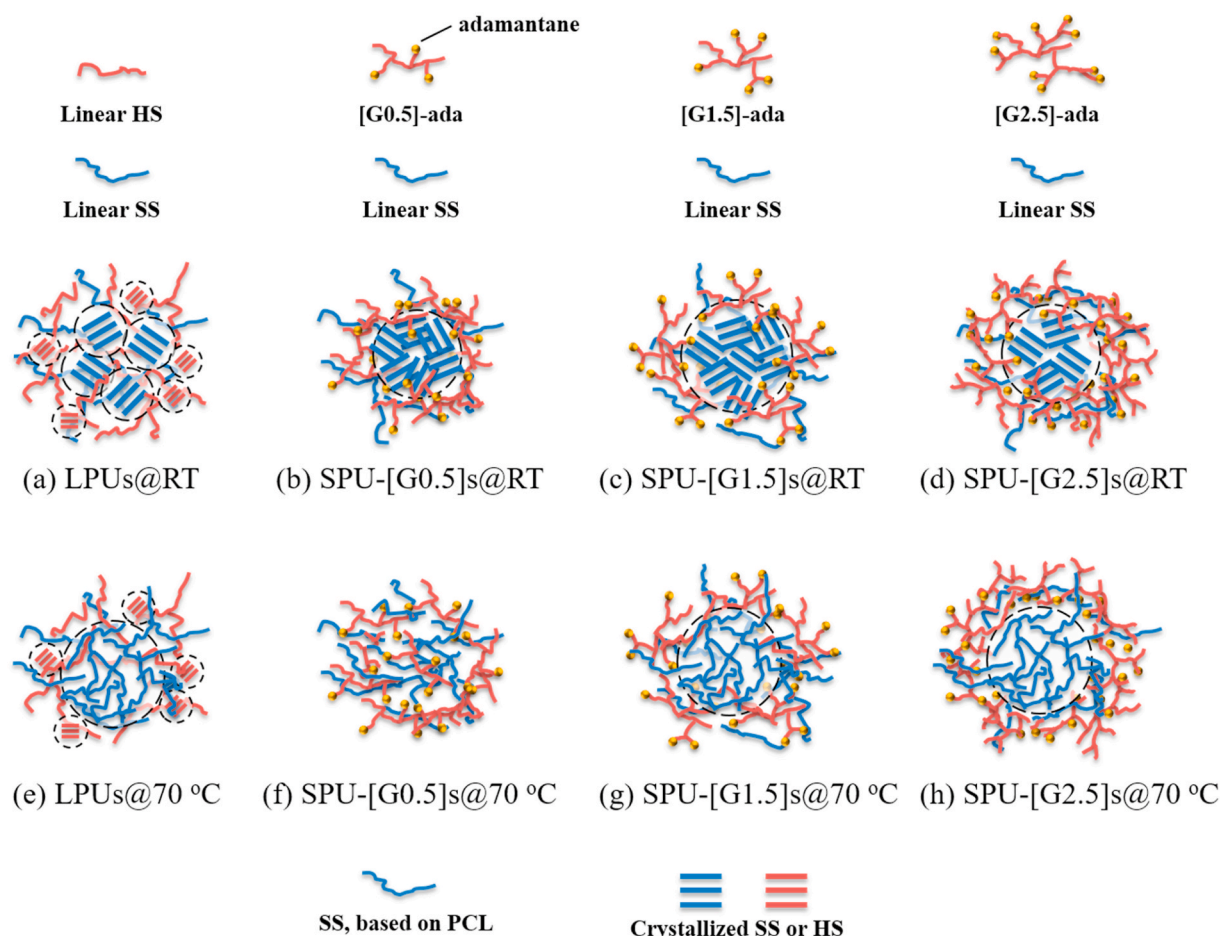 adamantane
Linear HS
[G0.5]-ada
[G1.5]-ada
[G2.5]-ada
Linear SS
Linear SS
Linear SS
Linear SS
(a) LPUs@RT
(b) SPU-[G0.5]s@RT
(c) SPU-[G1.5]s@RT
(d) SPU-[G2.5]s@RT
(e) LPUs@70 °C
(f) SPU-[G0.5]s@70 °C
(g) SPU-[G1.5]s@70 °C
(h) SPU-[G2.5]s@70 °C
SS, based on PCL
Crystallized SS or HS